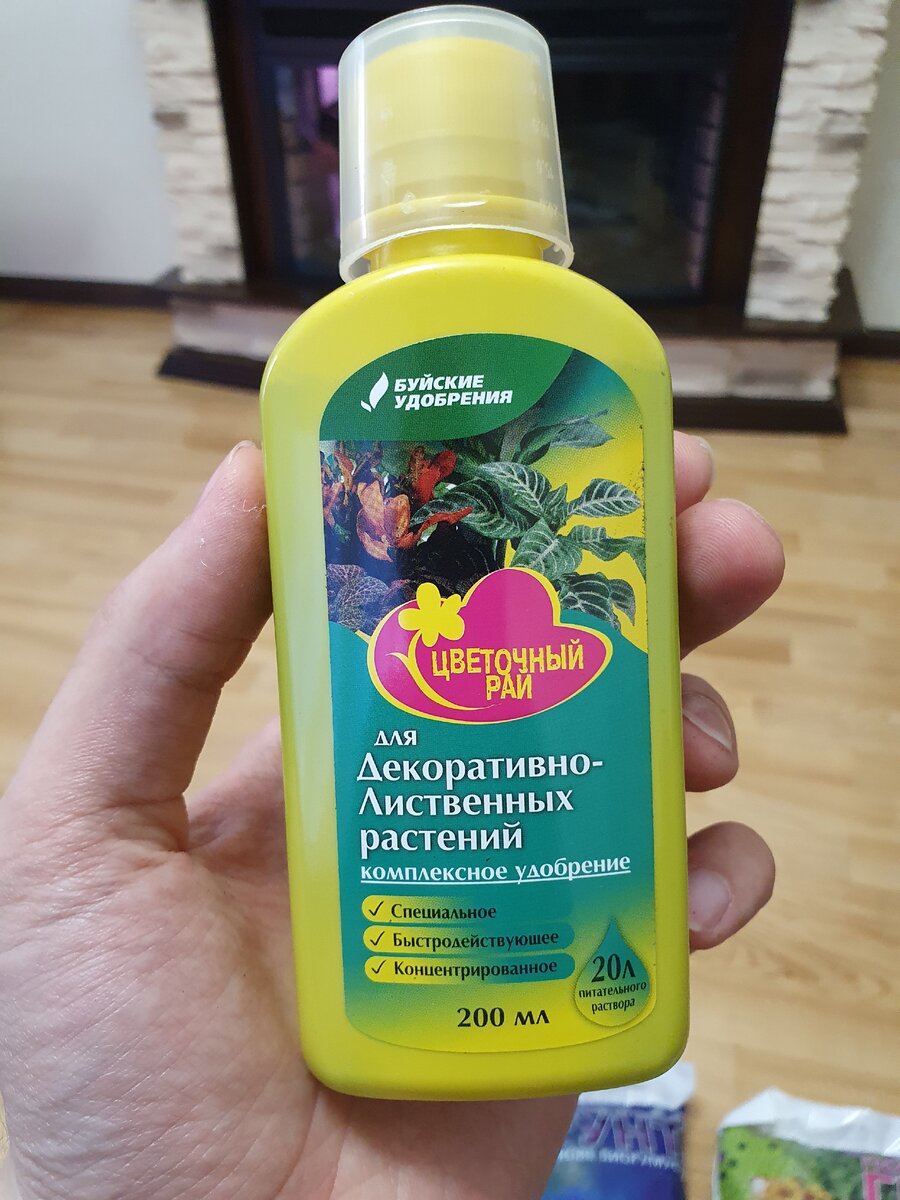 БУЙСКИЕ
УДОБРЕНИЯ
ЦВЕТОЧНЫЙ
РАЙ
для
Декоративно-
Лиственных
растений
комплексное удобрение
✓ Специальное
✓ Быстродействующее
✓ Концентрированное
20л
питательного
раствора
200 мл